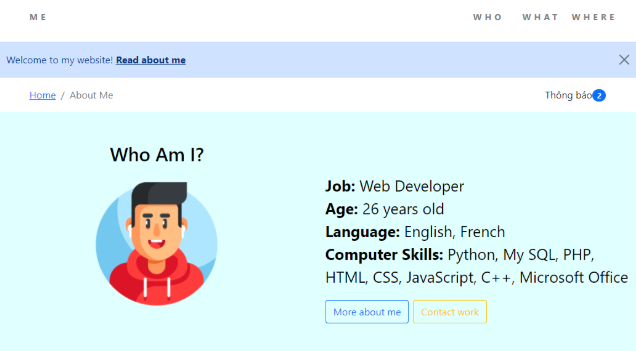 ME WHO WHAT WHERE
Welcome to my website! Read about me
Home / About Me Thông báo 2
Who Am I?
Job: Web Developer
Age: 26 years old
Language: English, French
Computer Skills: Python, My SQL, PHP,
HTML, CSS, JavaScript, C++, Microsoft Office
More about me Contact work